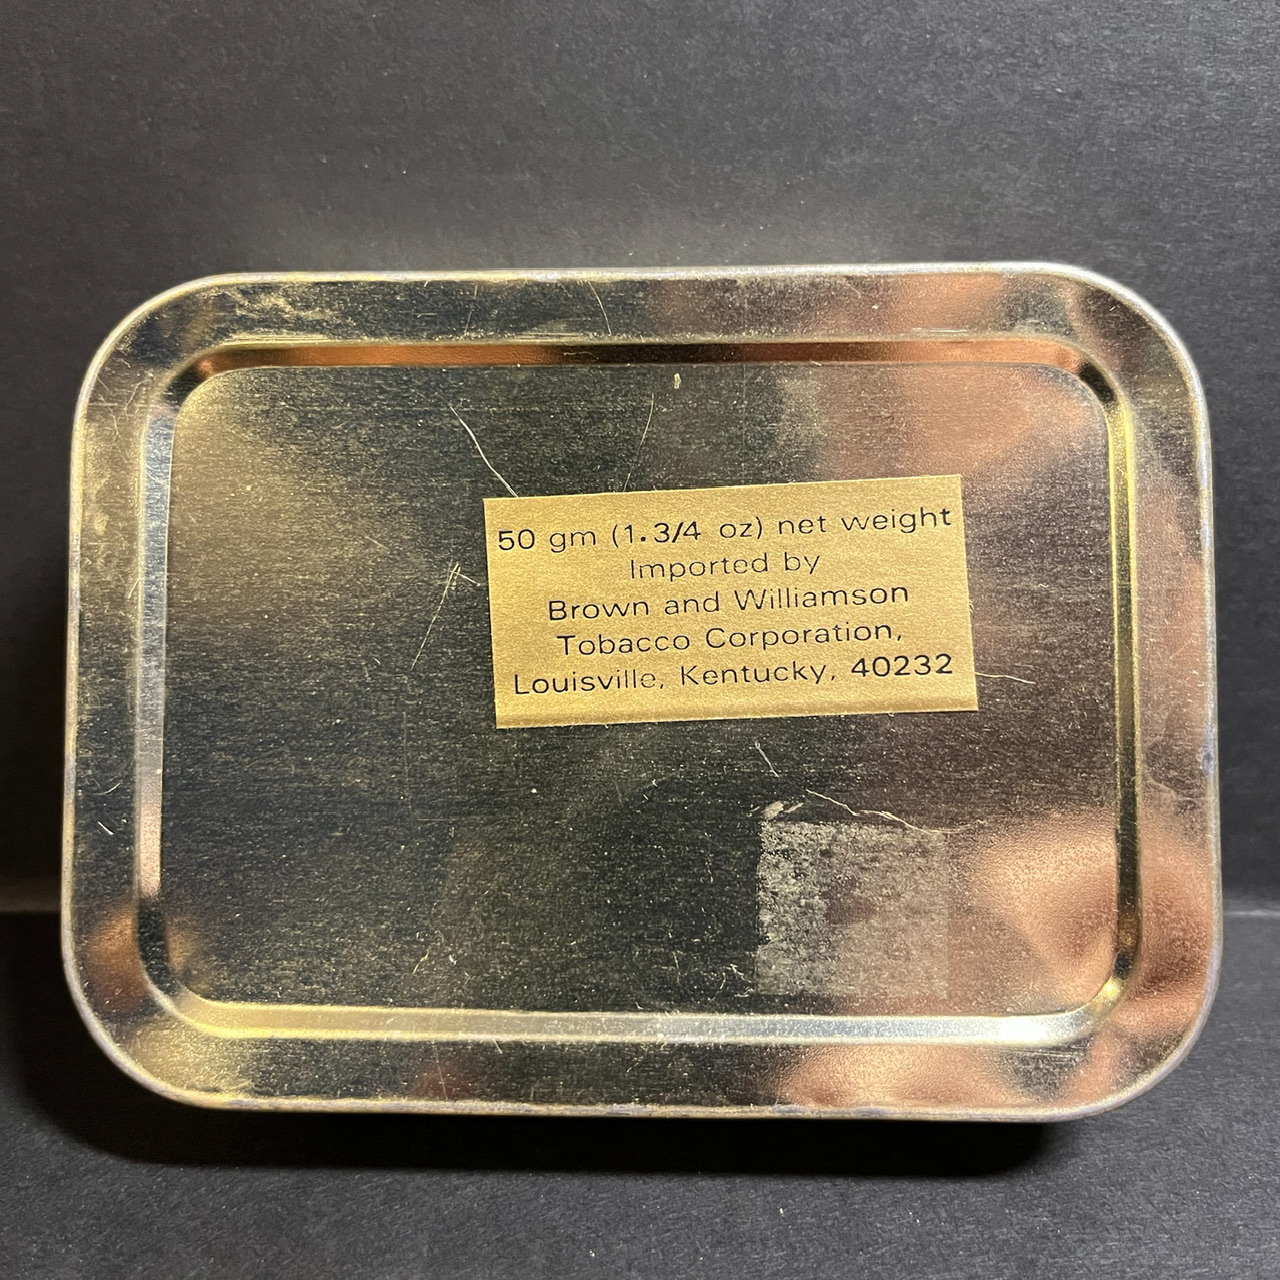 50 gm (1.3/4 oz) net weight
Imported by
Brown and Williamson
Tobacco Corporation,
Louisville, Kentucky, 40232